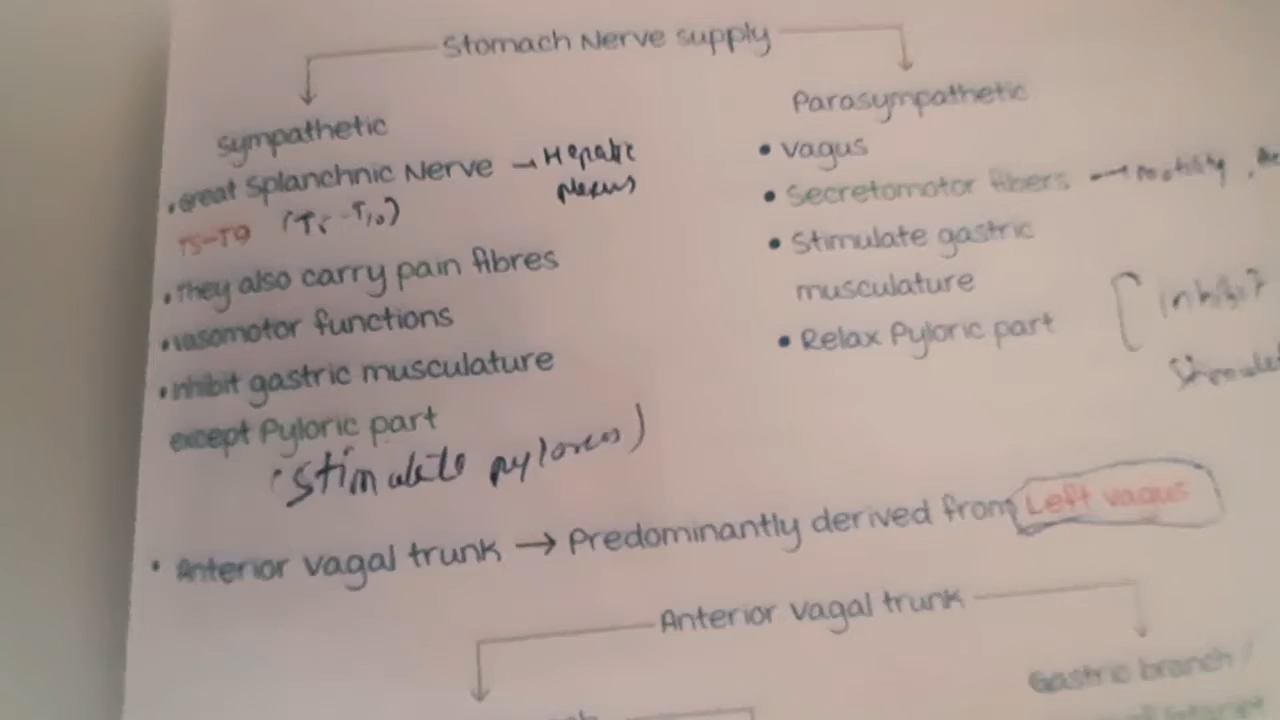 Stomach Nerve supply
sympathetic
• Great Splanchnic Nerve → Hepatic
plexus
T5-T9 (T5-T10)
• They also carry pain fibres
• vasomotor functions
• inhibit gastric musculature
except Pyloric part
(stimulate
Parasympathetic
• vagus
• Secretomotor fibers → motility,
• Stimulate gastric
musculature
• Relax Pyloric part
• Anterior vagal trunk → Predominantly derived from Left vagus
Anterior vagal trunk
Gastric branch /